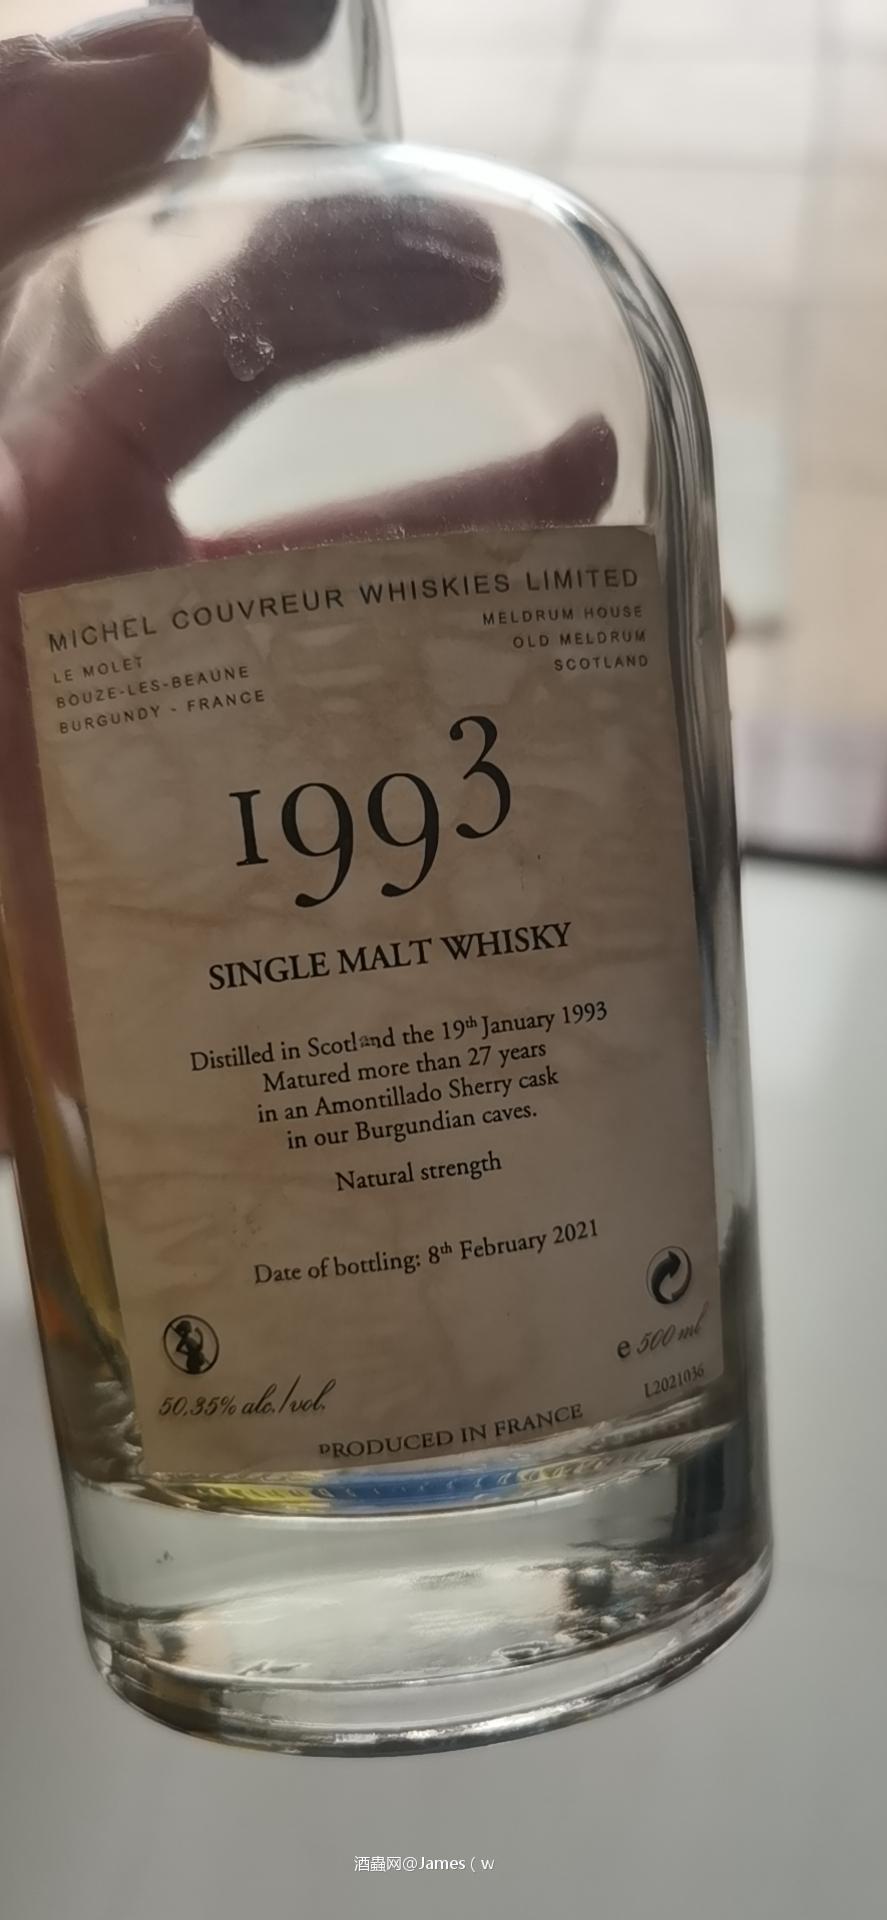 MICHEL COUVREUR WHISKIES LIMITED
LE MOLET
BOUZE-LES-BEAUNE
BURGUNDY - FRANCE
MELDRUM HOUSE
OLD MELDRUM
SCOTLAND
1993
SINGLE MALT WHISKY
Distilled in Scotland the 19th January 1993
Matured more than 27 years
in an Amontillado Sherry cask
in our Burgundian caves.
Natural strength
Date of bottling: 8th February 2021
50,35% alc./vol.
e 500 ml
L2021036
PRODUCED IN FRANCE
酒蟲网@James（w